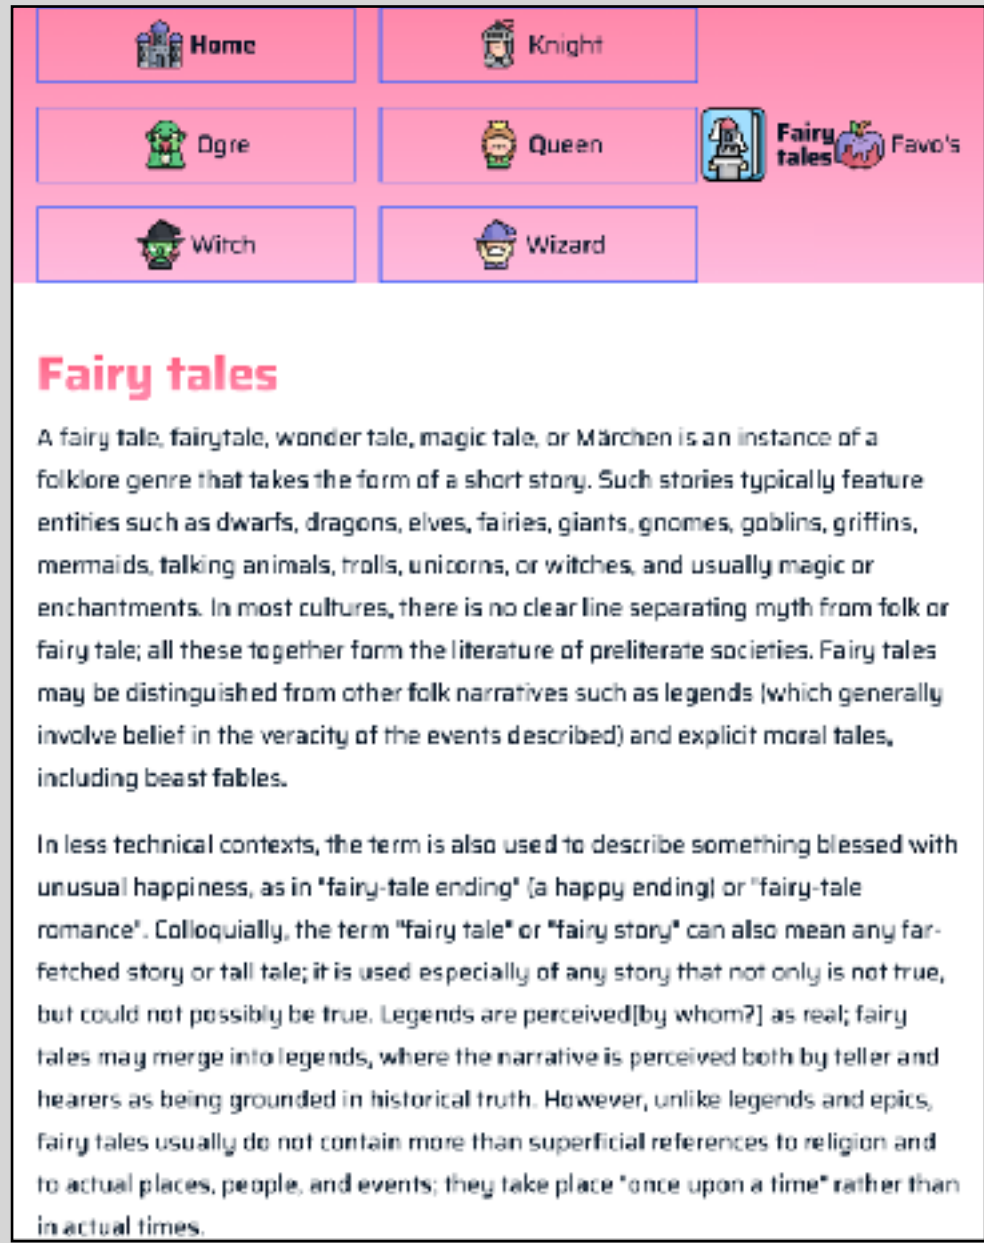 Home
Knight
Ogre
Queen
Fairy tales
Favo's
Witch
Wizard
Fairy tales
A fairy tale, fairytale, wonder tale, magic tale, or Märchen is an instance of a
folklore genre that takes the form of a short story. Such stories typically feature
entities such as dwarfs, dragons, elves, fairies, giants, gnomes, goblins, griffins,
mermaids, talking animals, trolls, unicorns, or witches, and usually magic or
enchantments. In most cultures, there is no clear line separating myth from folk or
fairy tale; all these together form the literature of preliterate societies. Fairy tales
may be distinguished from other folk narratives such as legends (which generally
involve belief in the veracity of the events described) and explicit moral tales,
including beast fables.
In less technical contexts, the term is also used to describe something blessed with
unusual happiness, as in "fairy-tale ending" (a happy ending) or "fairy-tale
romance". Colloquially, the term "fairy tale" or "fairy story" can also mean any far-
fetched story or tall tale; it is used especially of any story that not only is not true,
but could not possibly be true. Legends are perceived[by whom?] as real; fairy
tales may merge into legends, where the narrative is perceived both by teller and
hearers as being grounded in historical truth. However, unlike legends and epics,
fairy tales usually do not contain more than superficial references to religion and
to actual places, people, and events; they take place "once upon a time" rather than
in actual times.